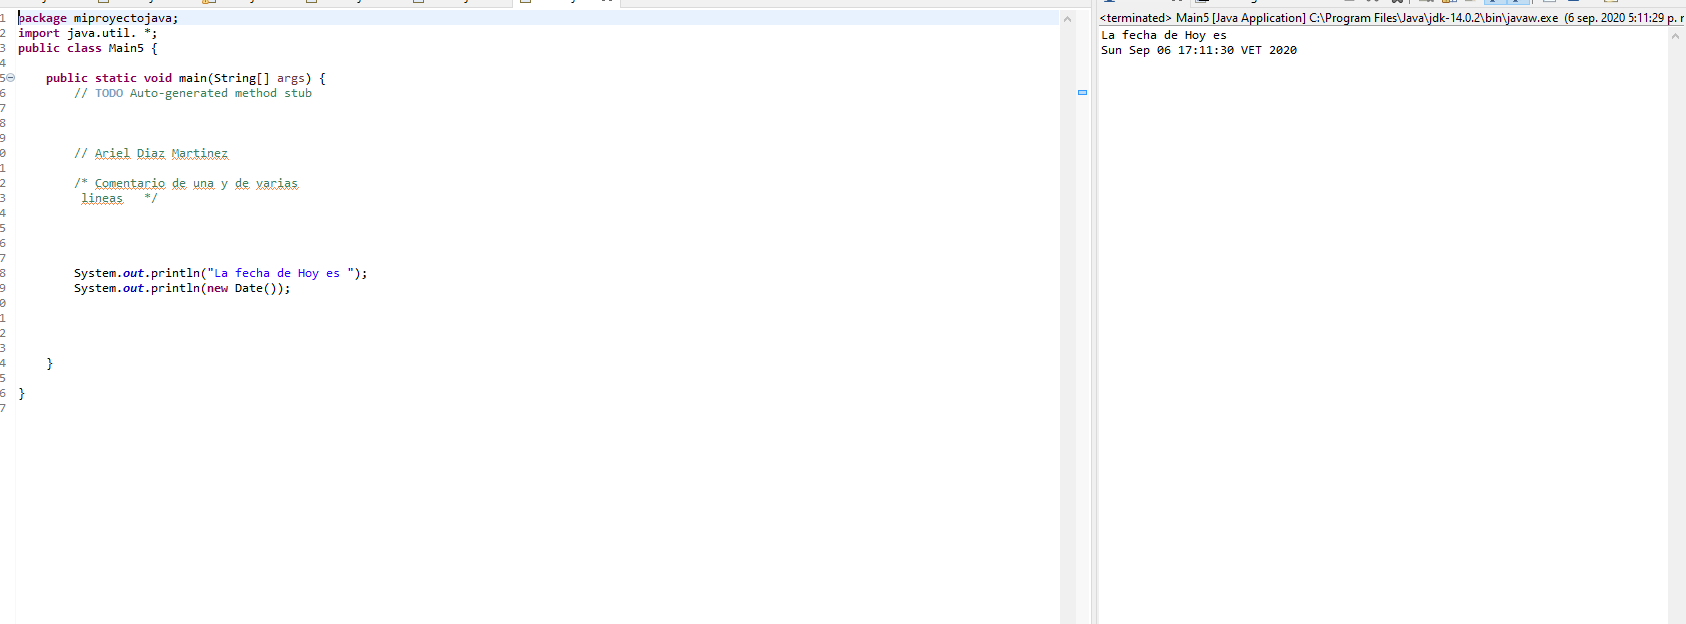 1 package miproyectojava;
2 import java.util. *;
3 public class Main5 {
4
5 public static void main(String[] args) {
6 // TODO Auto-generated method stub
7
8
9
0 // Ariel Diaz Martinez
1
2 /* Comentario de una y de varias
3 lineas */
4
5
6
7
8 System.out.println("La fecha de Hoy es ");
9 System.out.println(new Date());
0
1
2
3
4 }
5
6 }
7
<terminated> Main5 [Java Application] C:\Program Files\Java\jdk-14.0.2\bin\javaw.exe (6 sep. 2020 5:11:29 p. r
La fecha de Hoy es
Sun Sep 06 17:11:30 VET 2020